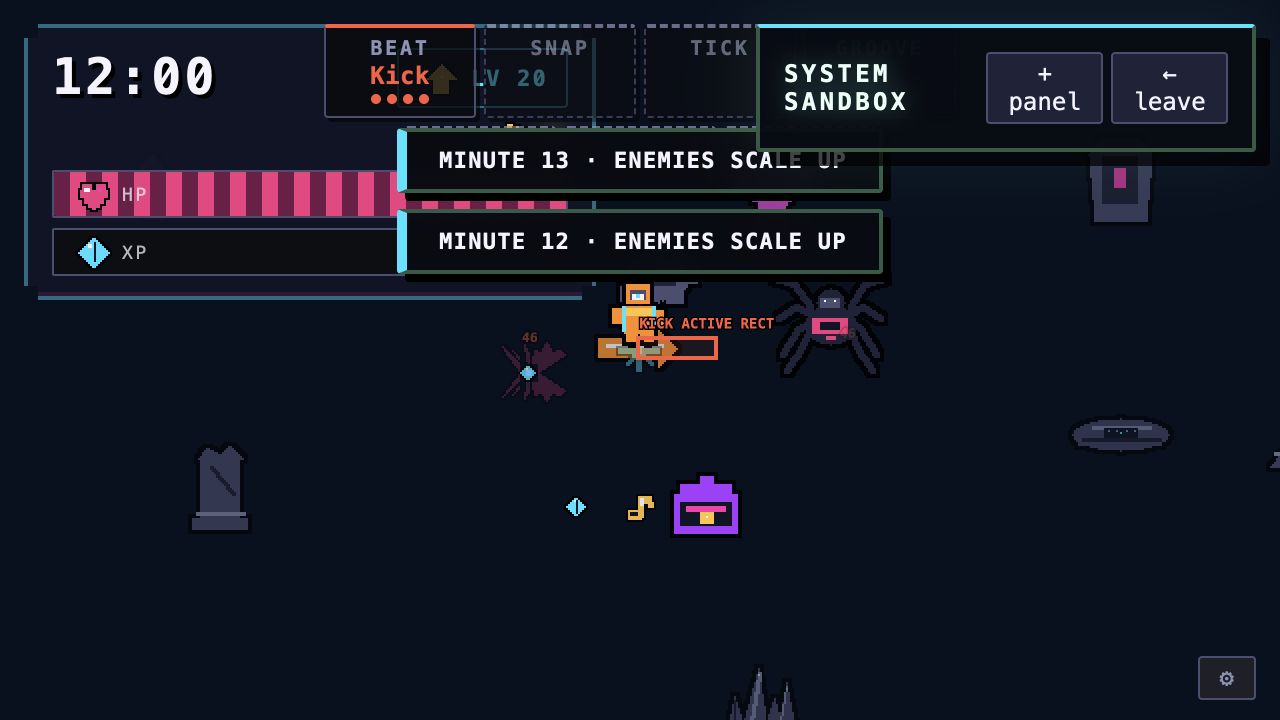 12:00
BEAT
Kick
SNAP
TICK
GROOVE
LV 20
SYSTEM
SANDBOX
+
panel
←
leave
HP
XP
MINUTE 13 · ENEMIES SCALE UP
MINUTE 12 · ENEMIES SCALE UP
KICK ACTIVE RECT
46